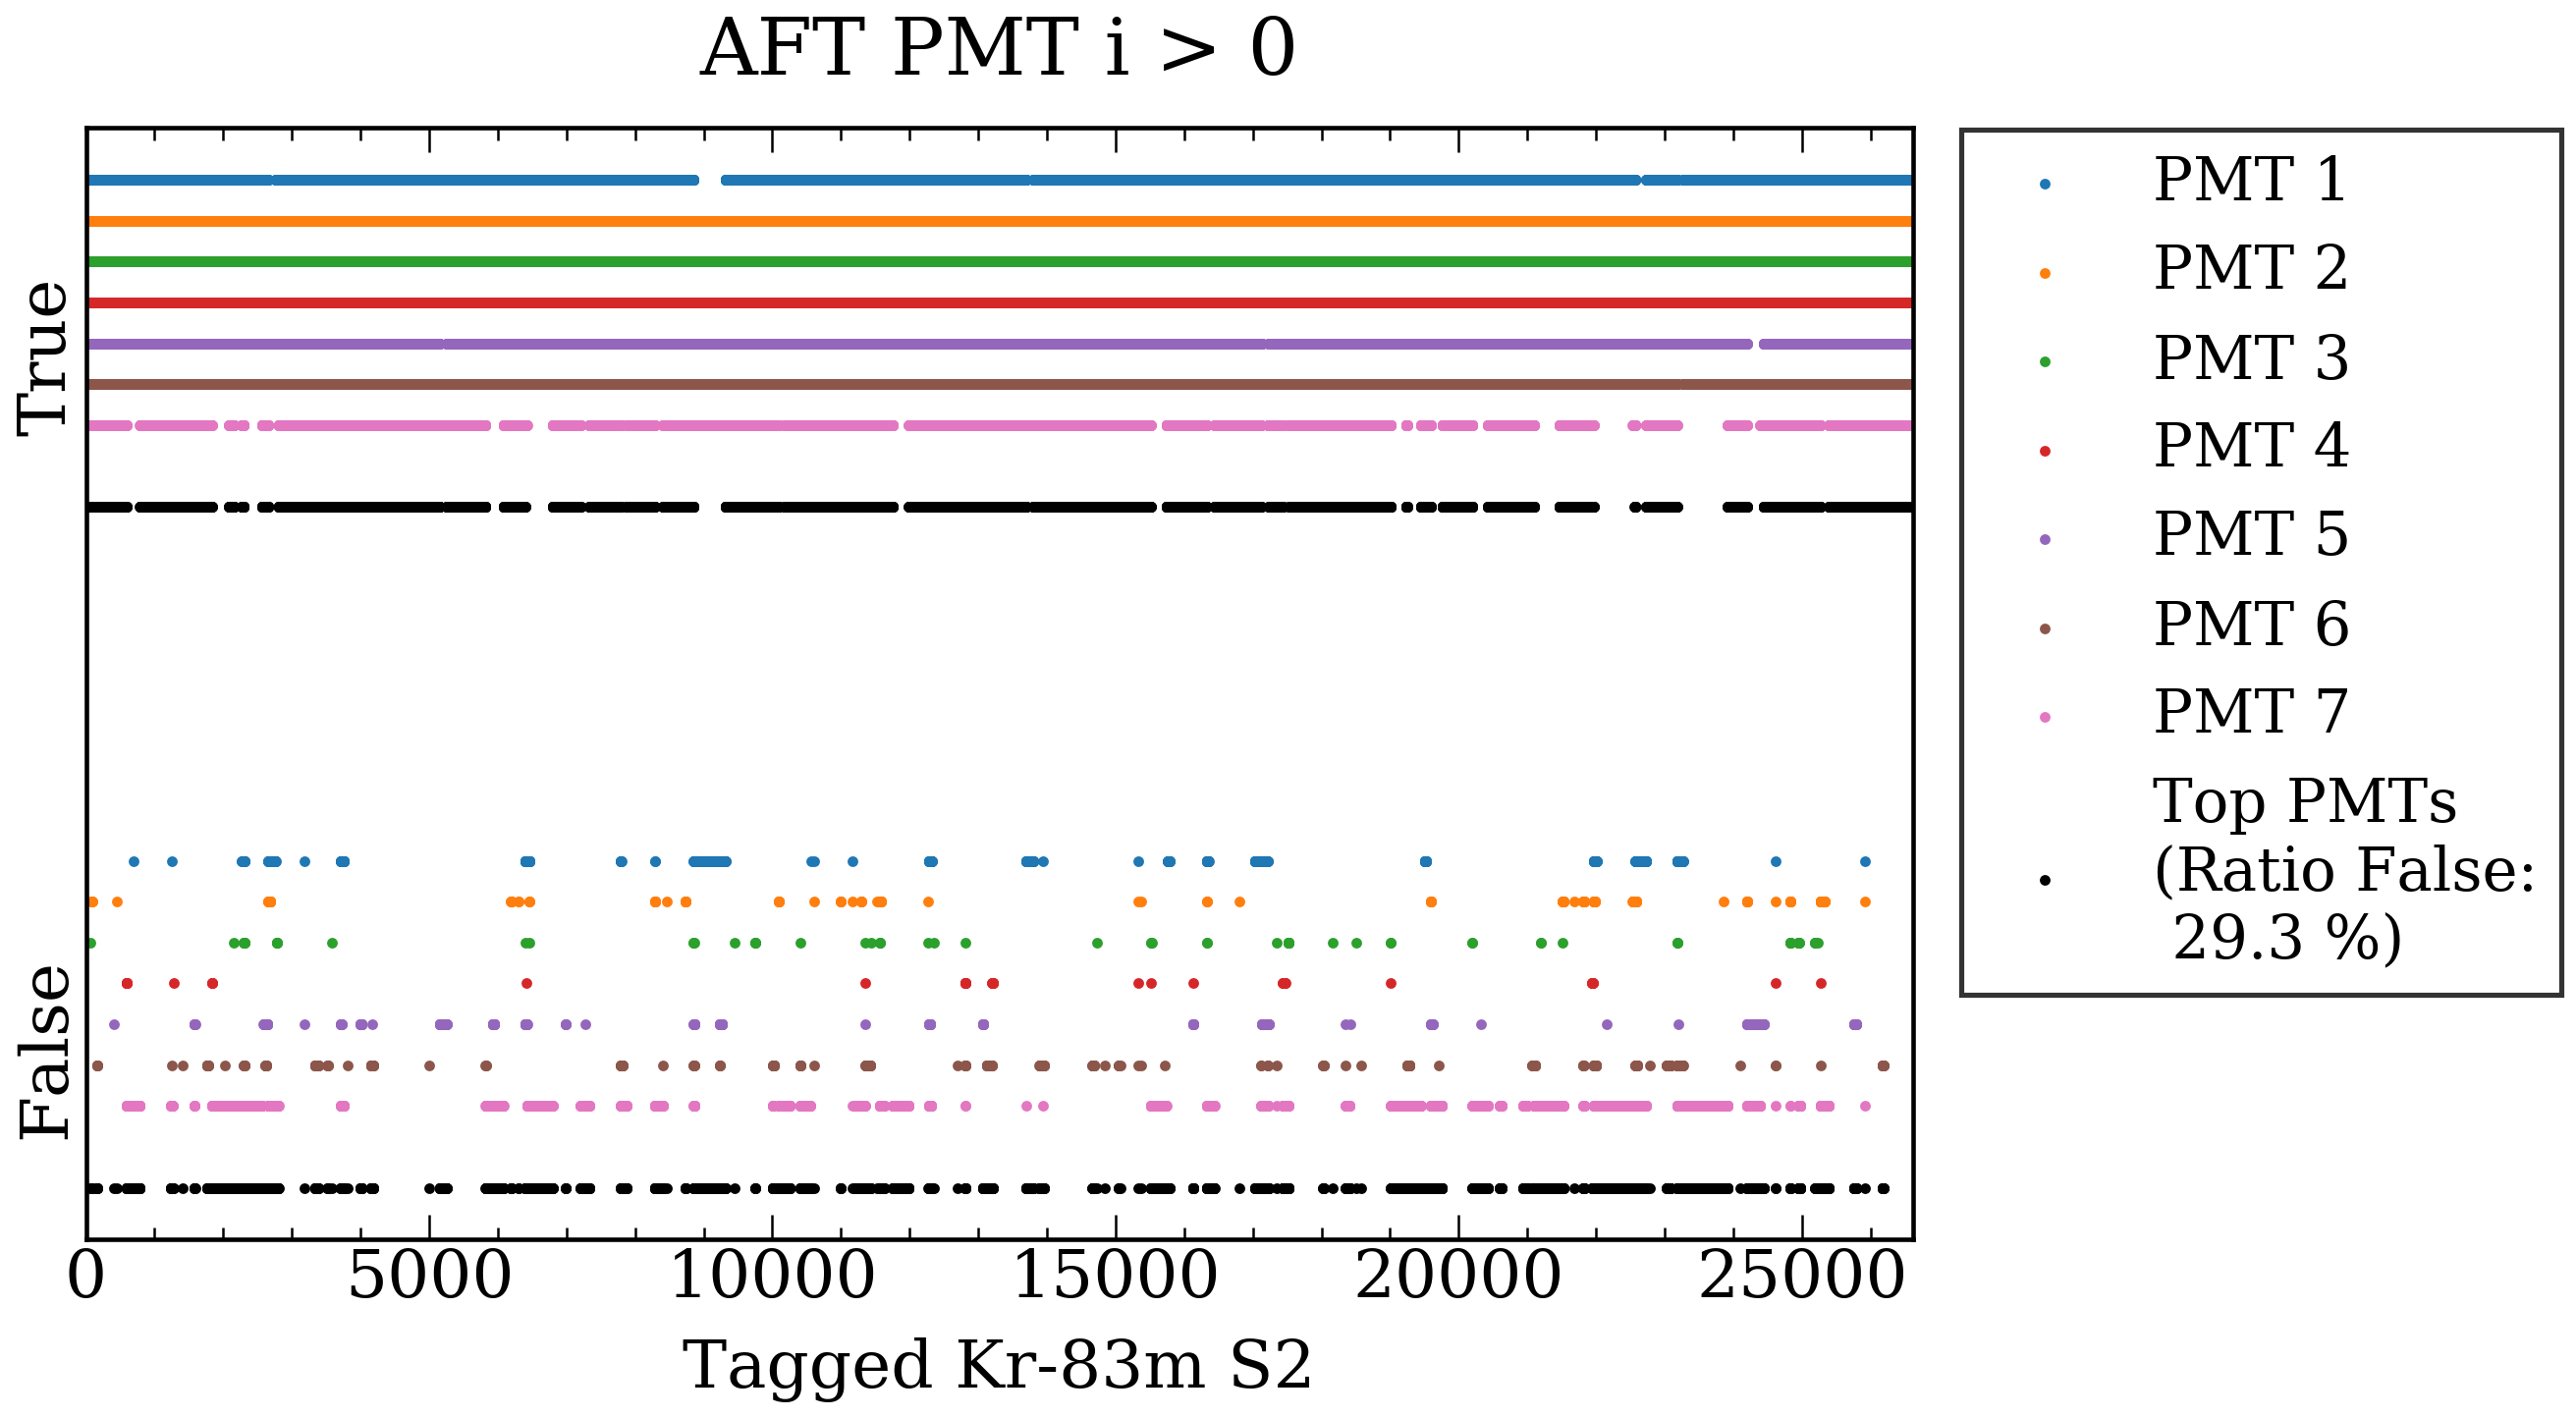 AFT PMT i > 0
True
False
0 5000 10000 15000 20000 25000
Tagged Kr-83m S2
PMT 1
PMT 2
PMT 3
PMT 4
PMT 5
PMT 6
PMT 7
Top PMTs
(Ratio False:
29.3 %)